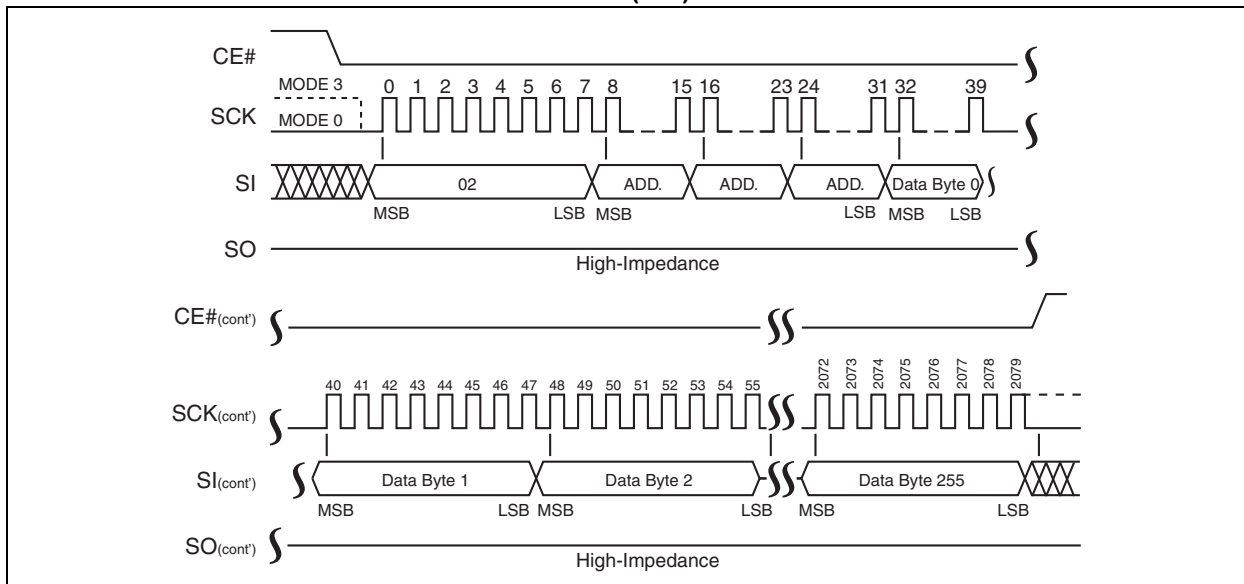 CE#
MODE 3
SCK
MODE 0
0 1 2 3 4 5 6 7 8 15 16 23 24 31 32 39
SI
02
ADD.
ADD.
ADD.
Data Byte 0
MSB
LSB
MSB
LSB
MSB
LSB
SO
High-Impedance
CE#(cont')
SCK(cont')
40 41 42 43 44 45 46 47 48 49 50 51 52 53 54 55
2072 2073 2074 2075 2076 2077 2078 2079
SI(cont')
Data Byte 1
Data Byte 2
Data Byte 255
MSB
LSB
MSB
LSB
MSB
LSB
SO(cont')
High-Impedance